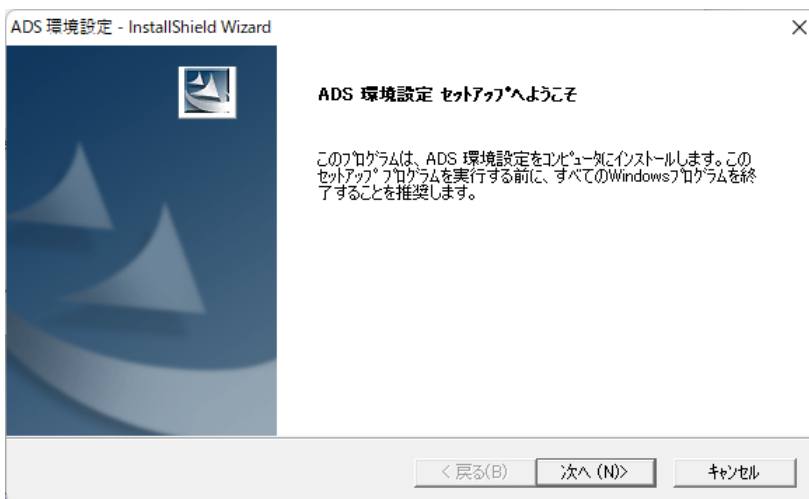 ADS 環境設定 - InstallShield Wizard
ADS 環境設定 ｾｯﾄｱｯﾌﾟへようこそ
このﾌﾟﾛｸﾞﾗﾑは、ADS 環境設定をｺﾝﾋﾟｭｰﾀにｲﾝｽﾄｰﾙします。この
ｾｯﾄｱｯﾌﾟ ﾌﾟﾛｸﾞﾗﾑを実行する前に、すべてのWindowsﾌﾟﾛｸﾞﾗﾑを終
了することを推奨します。
< 戻る(B)
次へ (N)>
ｷｬﾝｾﾙ